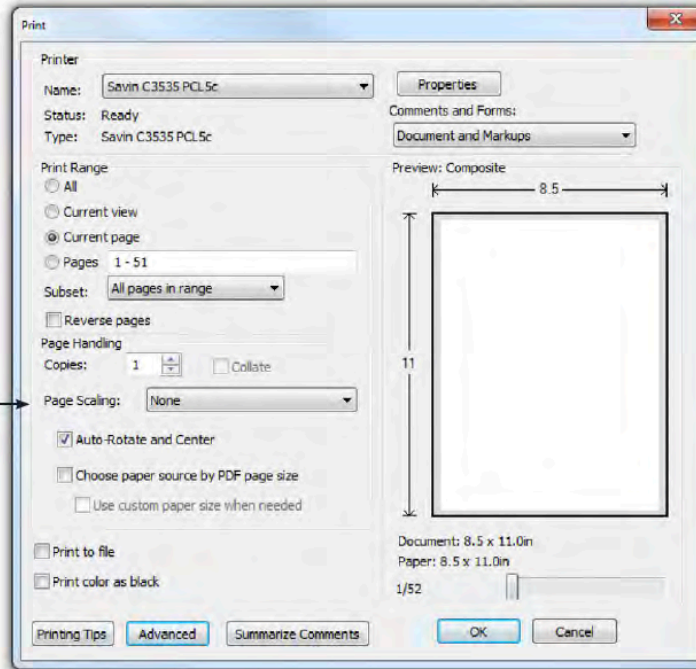 Print
Printer
Name: Savin C3535 PCL5c
Properties
Status: Ready
Comments and Forms:
Type: Savin C3535 PCL5c
Document and Markups
Print Range
All
Current view
Current page
Pages 1 - 51
Subset: All pages in range
Reverse pages
Page Handling
Copies: 1 Collate
Page Scaling: None
Auto-Rotate and Center
Choose paper source by PDF page size
Use custom paper size when needed
Print to file
Print color as black
Preview: Composite
8.5
11
Document: 8.5 x 11.0in
Paper: 8.5 x 11.0in
1/52
Printing Tips Advanced Summarize Comments OK Cancel